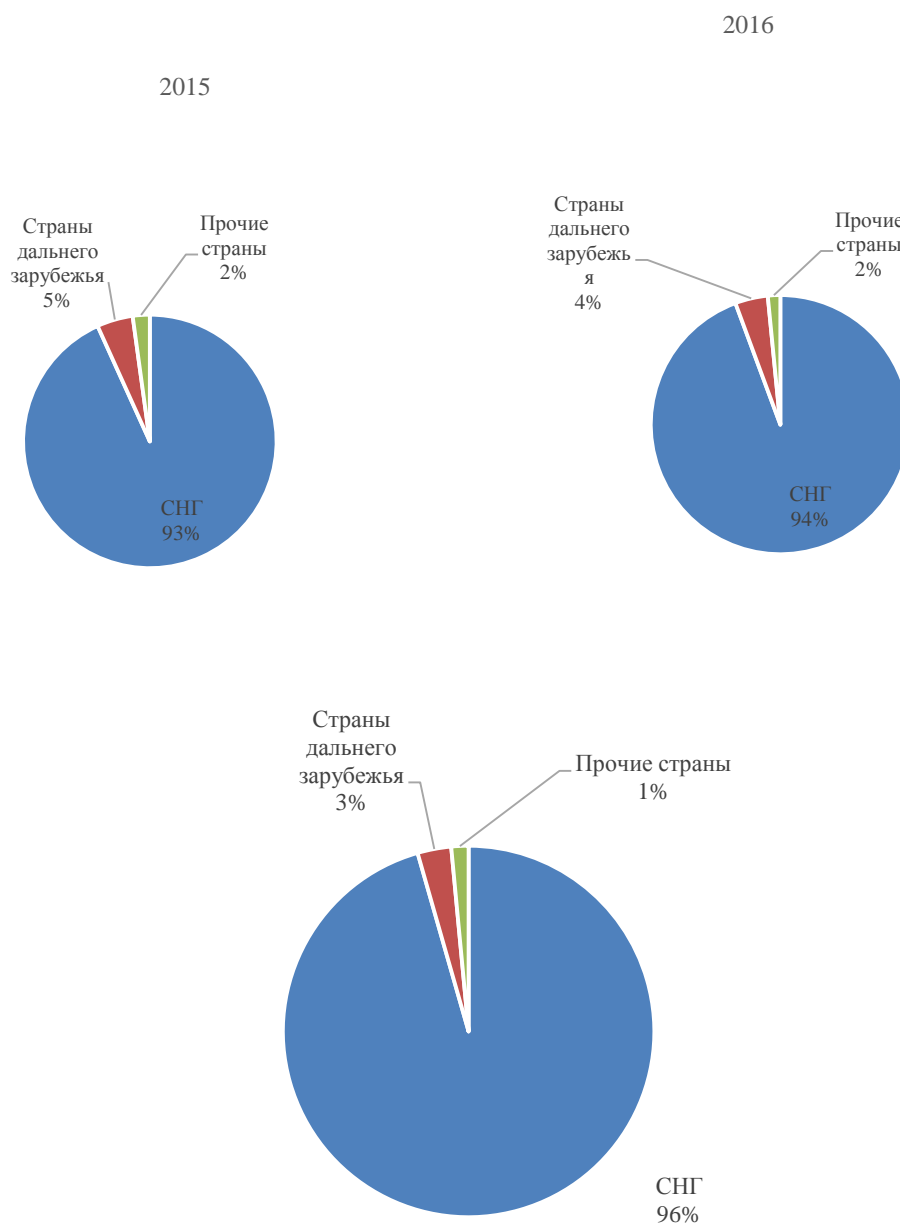 2016
2015
Страны
дальнего
зарубежья
5%
Прочие
страны
2%
СНГ
93%
Страны
дальнего
зарубежь
я
4%
Прочие
страны
2%
СНГ
94%
Страны
дальнего
зарубежья
3%
Прочие страны
1%
СНГ
96%